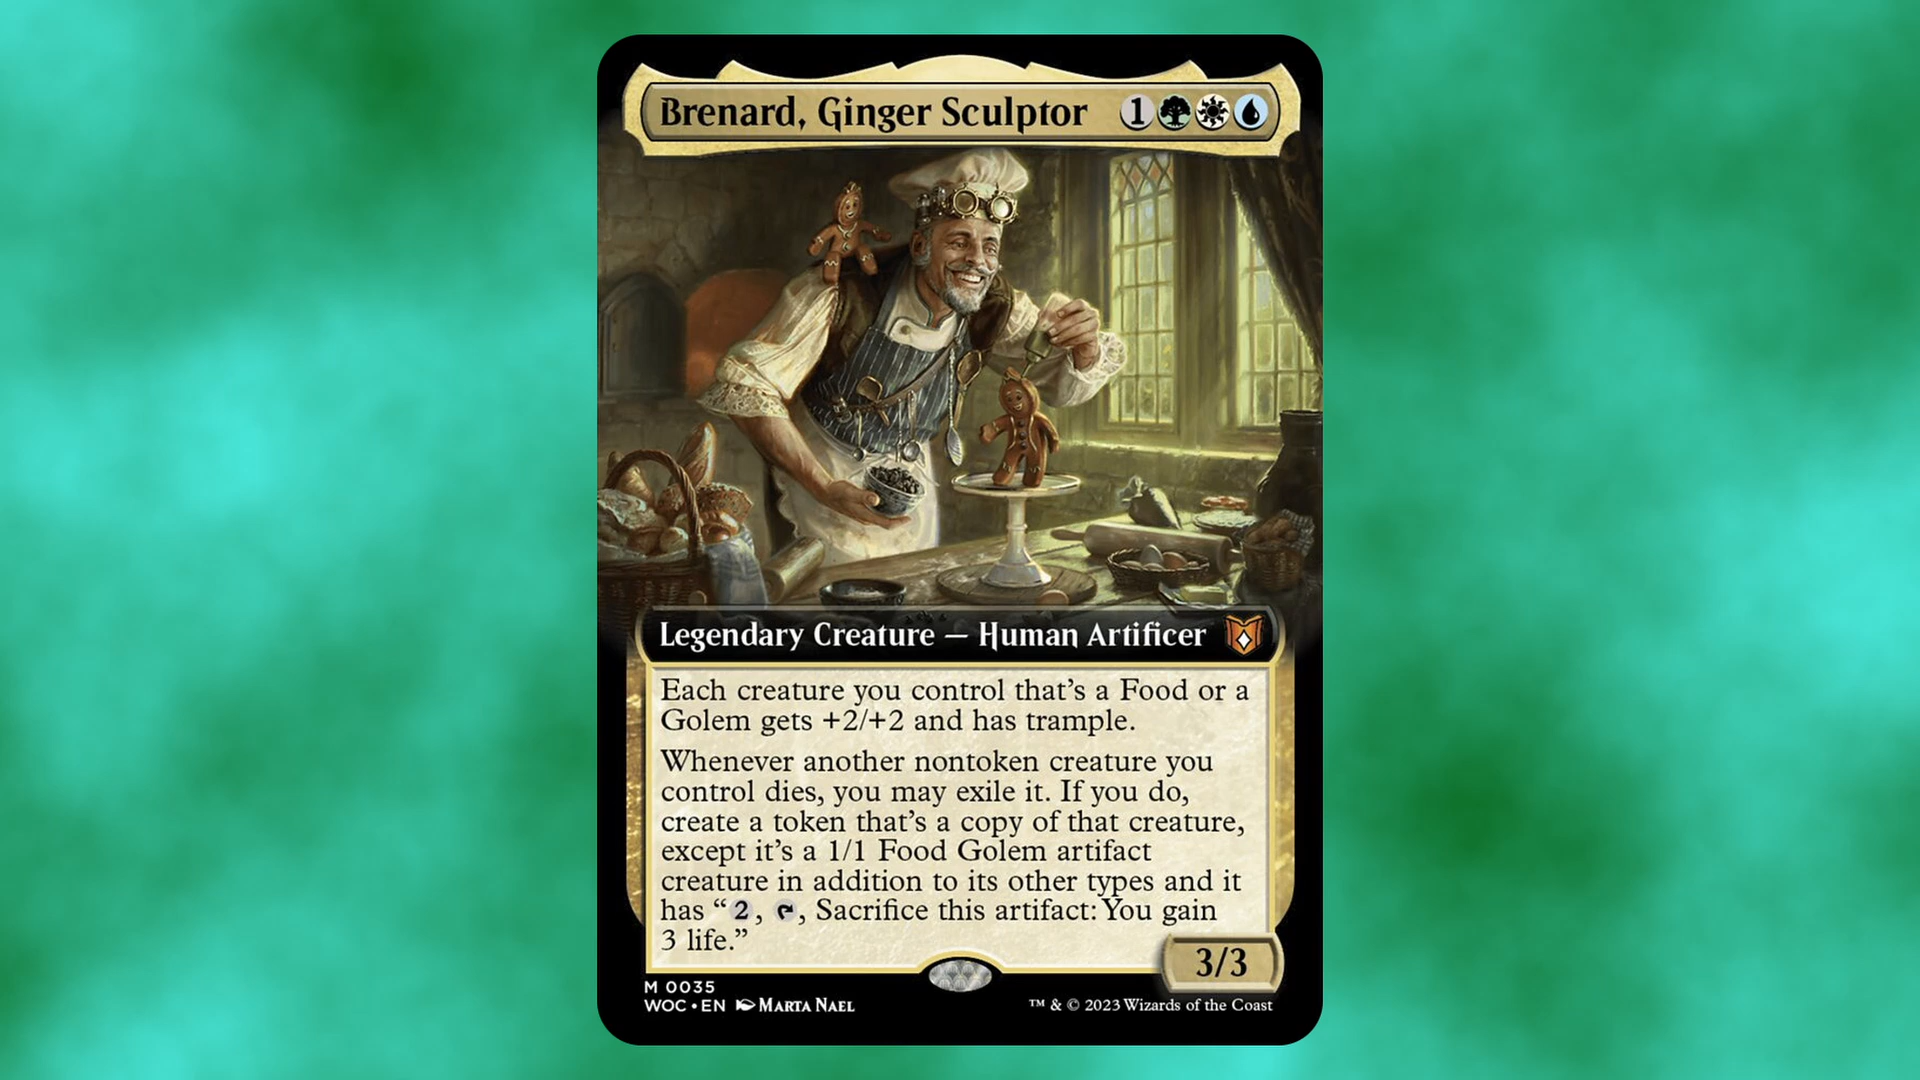 Brenard, Ginger Sculptor 1
Legendary Creature — Human Artificer
Each creature you control that's a Food or a
Golem gets +2/+2 and has trample.
Whenever another nontoken creature you
control dies, you may exile it. If you do,
create a token that's a copy of that creature,
except it's a 1/1 Food Golem artifact
creature in addition to its other types and it
has “2, , Sacrifice this artifact: You gain
3 life.”
3/3
M 0035
WOC • EN Marta Nael
™ & © 2023 Wizards of the Coast